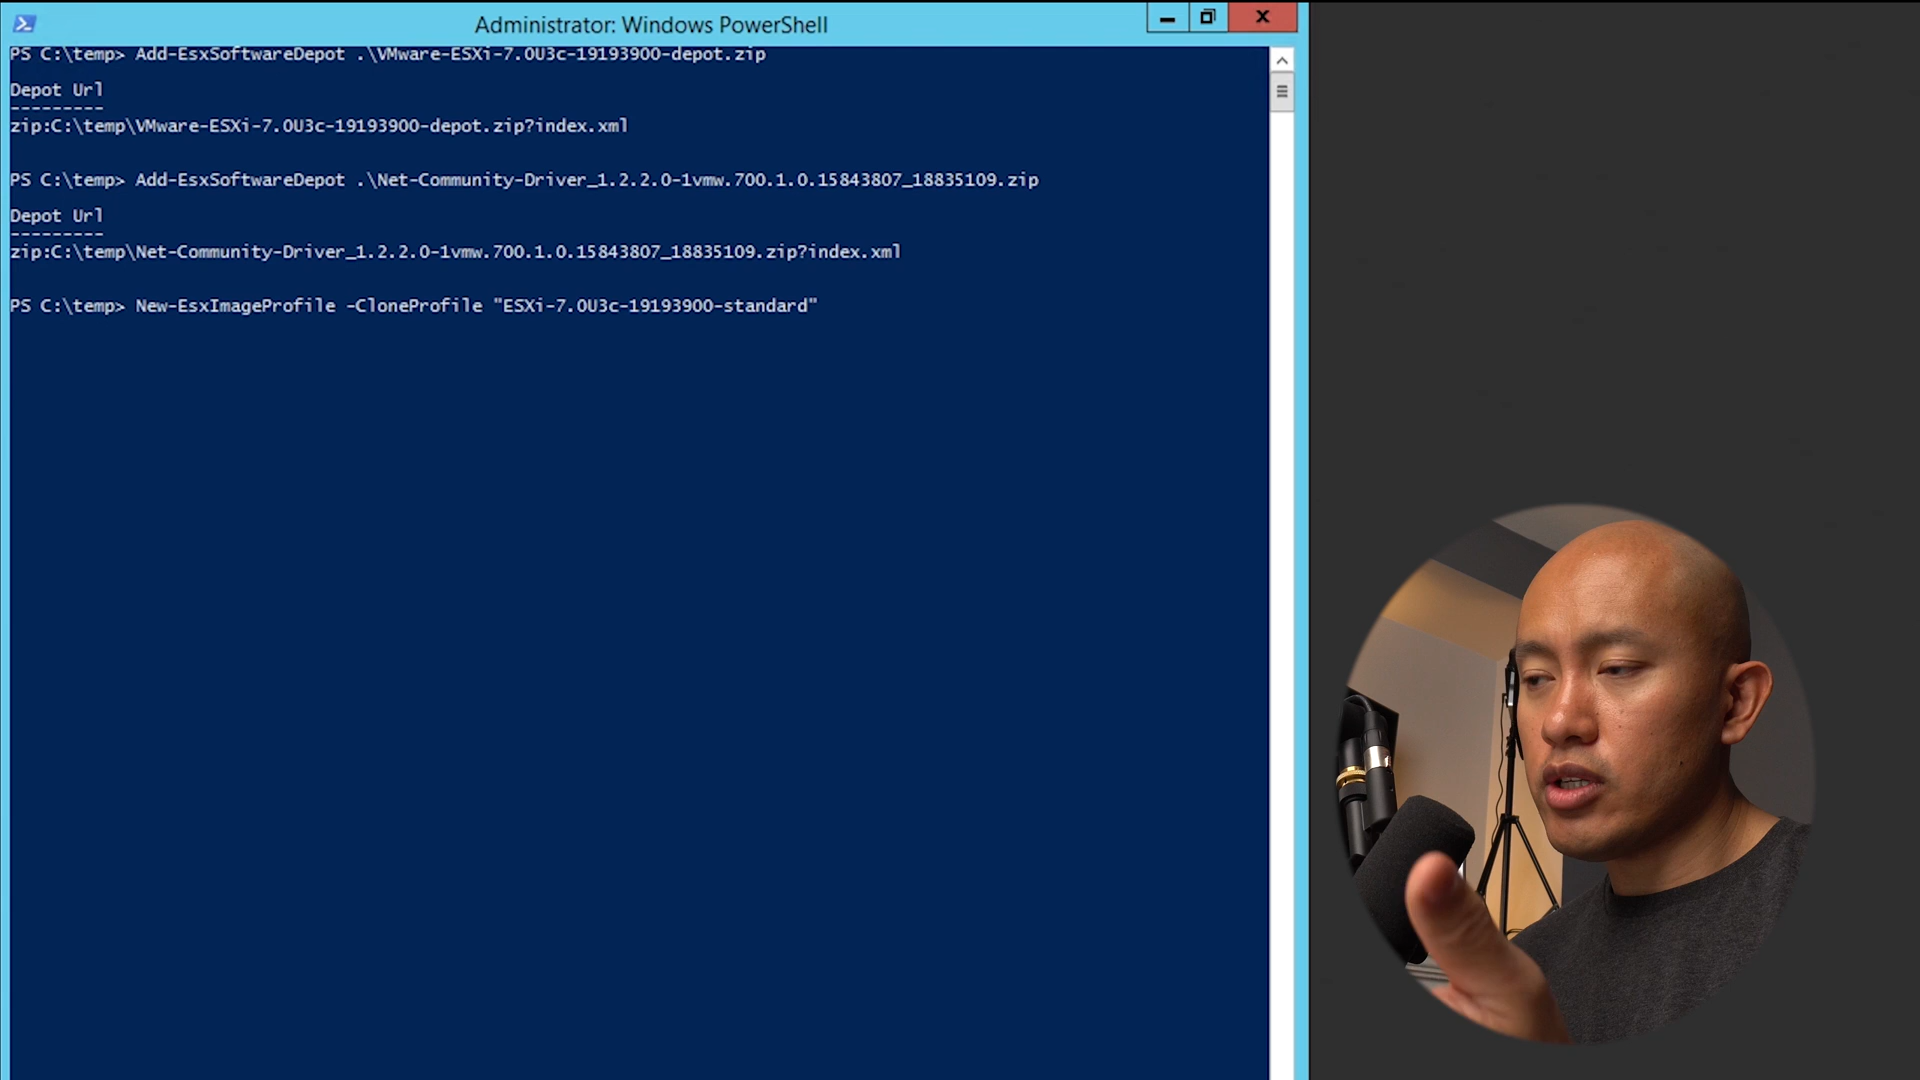 Administrator: Windows PowerShell
PS C:\temp> Add-EsxSoftwareDepot .\VMware-ESXi-7.0U3c-19193900-depot.zip
Depot Url
---------
zip:C:\temp\VMware-ESXi-7.0U3c-19193900-depot.zip?index.xml
PS C:\temp> Add-EsxSoftwareDepot .\Net-Community-Driver_1.2.2.0-1vmw.700.1.0.15843807_18835109.zip
Depot Url
---------
zip:C:\temp\Net-Community-Driver_1.2.2.0-1vmw.700.1.0.15843807_18835109.zip?index.xml
PS C:\temp> New-EsxImageProfile -CloneProfile "ESXi-7.0U3c-19193900-standard"